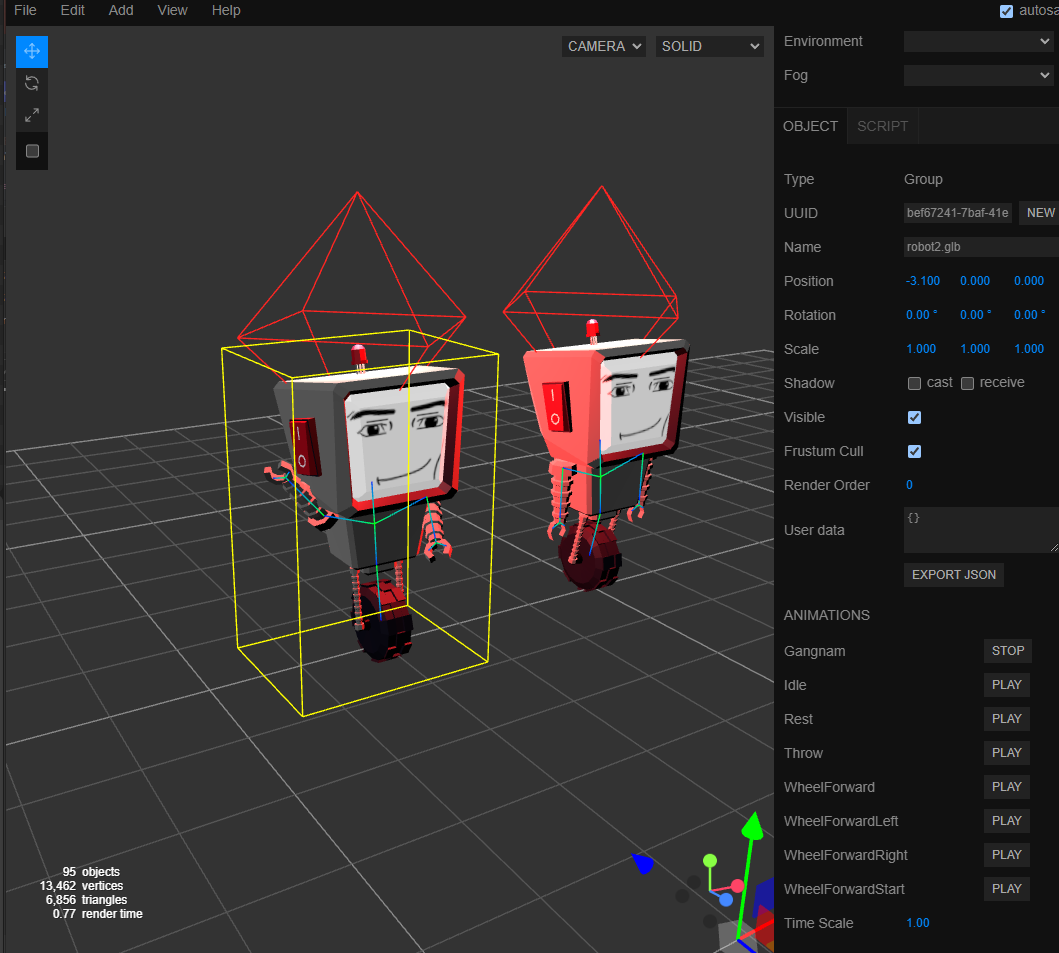 File Edit Add View Help
autosa
CAMERA SOLID
Environment
Fog
OBJECT SCRIPT
Type Group
UUID bef67241-7baf-41e NEW
Name robot2.glb
Position -3.100 0.000 0.000
Rotation 0.00 ° 0.00 ° 0.00 °
Scale 1.000 1.000 1.000
Shadow cast receive
Visible
Frustum Cull
Render Order 0
User data {}
EXPORT JSON
ANIMATIONS
Gangnam STOP
Idle PLAY
Rest PLAY
Throw PLAY
WheelForward PLAY
WheelForwardLeft PLAY
WheelForwardRight PLAY
WheelForwardStart PLAY
Time Scale 1.00
95 objects
13,462 vertices
6,856 triangles
0.77 render time